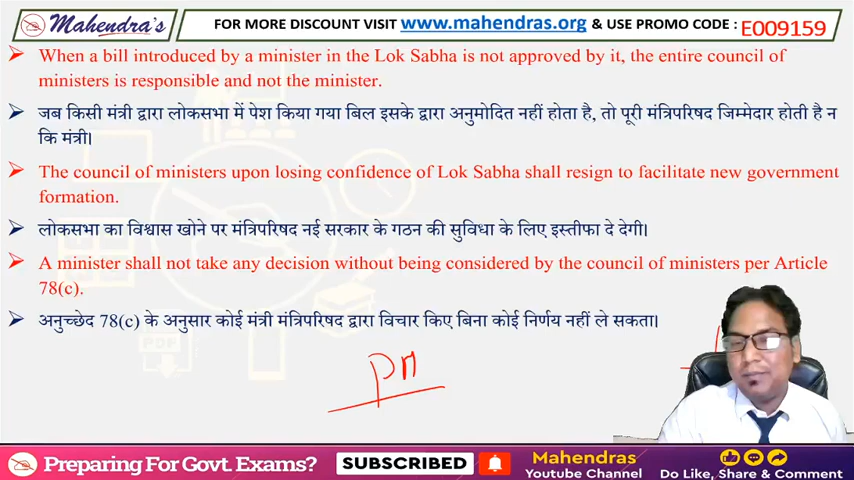 Mahendra's
FOR MORE DISCOUNT VISIT www.mahendras.org & USE PROMO CODE : E009159
When a bill introduced by a minister in the Lok Sabha is not approved by it, the entire council of
ministers is responsible and not the minister.
जब किसी मंत्री द्वारा लोकसभा में पेश किया गया बिल इसके द्वारा अनुमोदित नहीं होता है, तो पूरी मंत्रिपरिषद जिम्मेदार होती है न
कि मंत्री।
The council of ministers upon losing confidence of Lok Sabha shall resign to facilitate new government
formation.
लोकसभा का विश्वास खोने पर मंत्रिपरिषद नई सरकार के गठन की सुविधा के लिए इस्तीफा दे देगी।
A minister shall not take any decision without being considered by the council of ministers per Article
78(c).
अनुच्छेद 78(c) के अनुसार कोई मंत्री मंत्रिपरिषद द्वारा विचार किए बिना कोई निर्णय नहीं ले सकता।
PDF
PM
Preparing For Govt. Exams? SUBSCRIBED Mahendras
Youtube Channel Do Like, Share & Comment